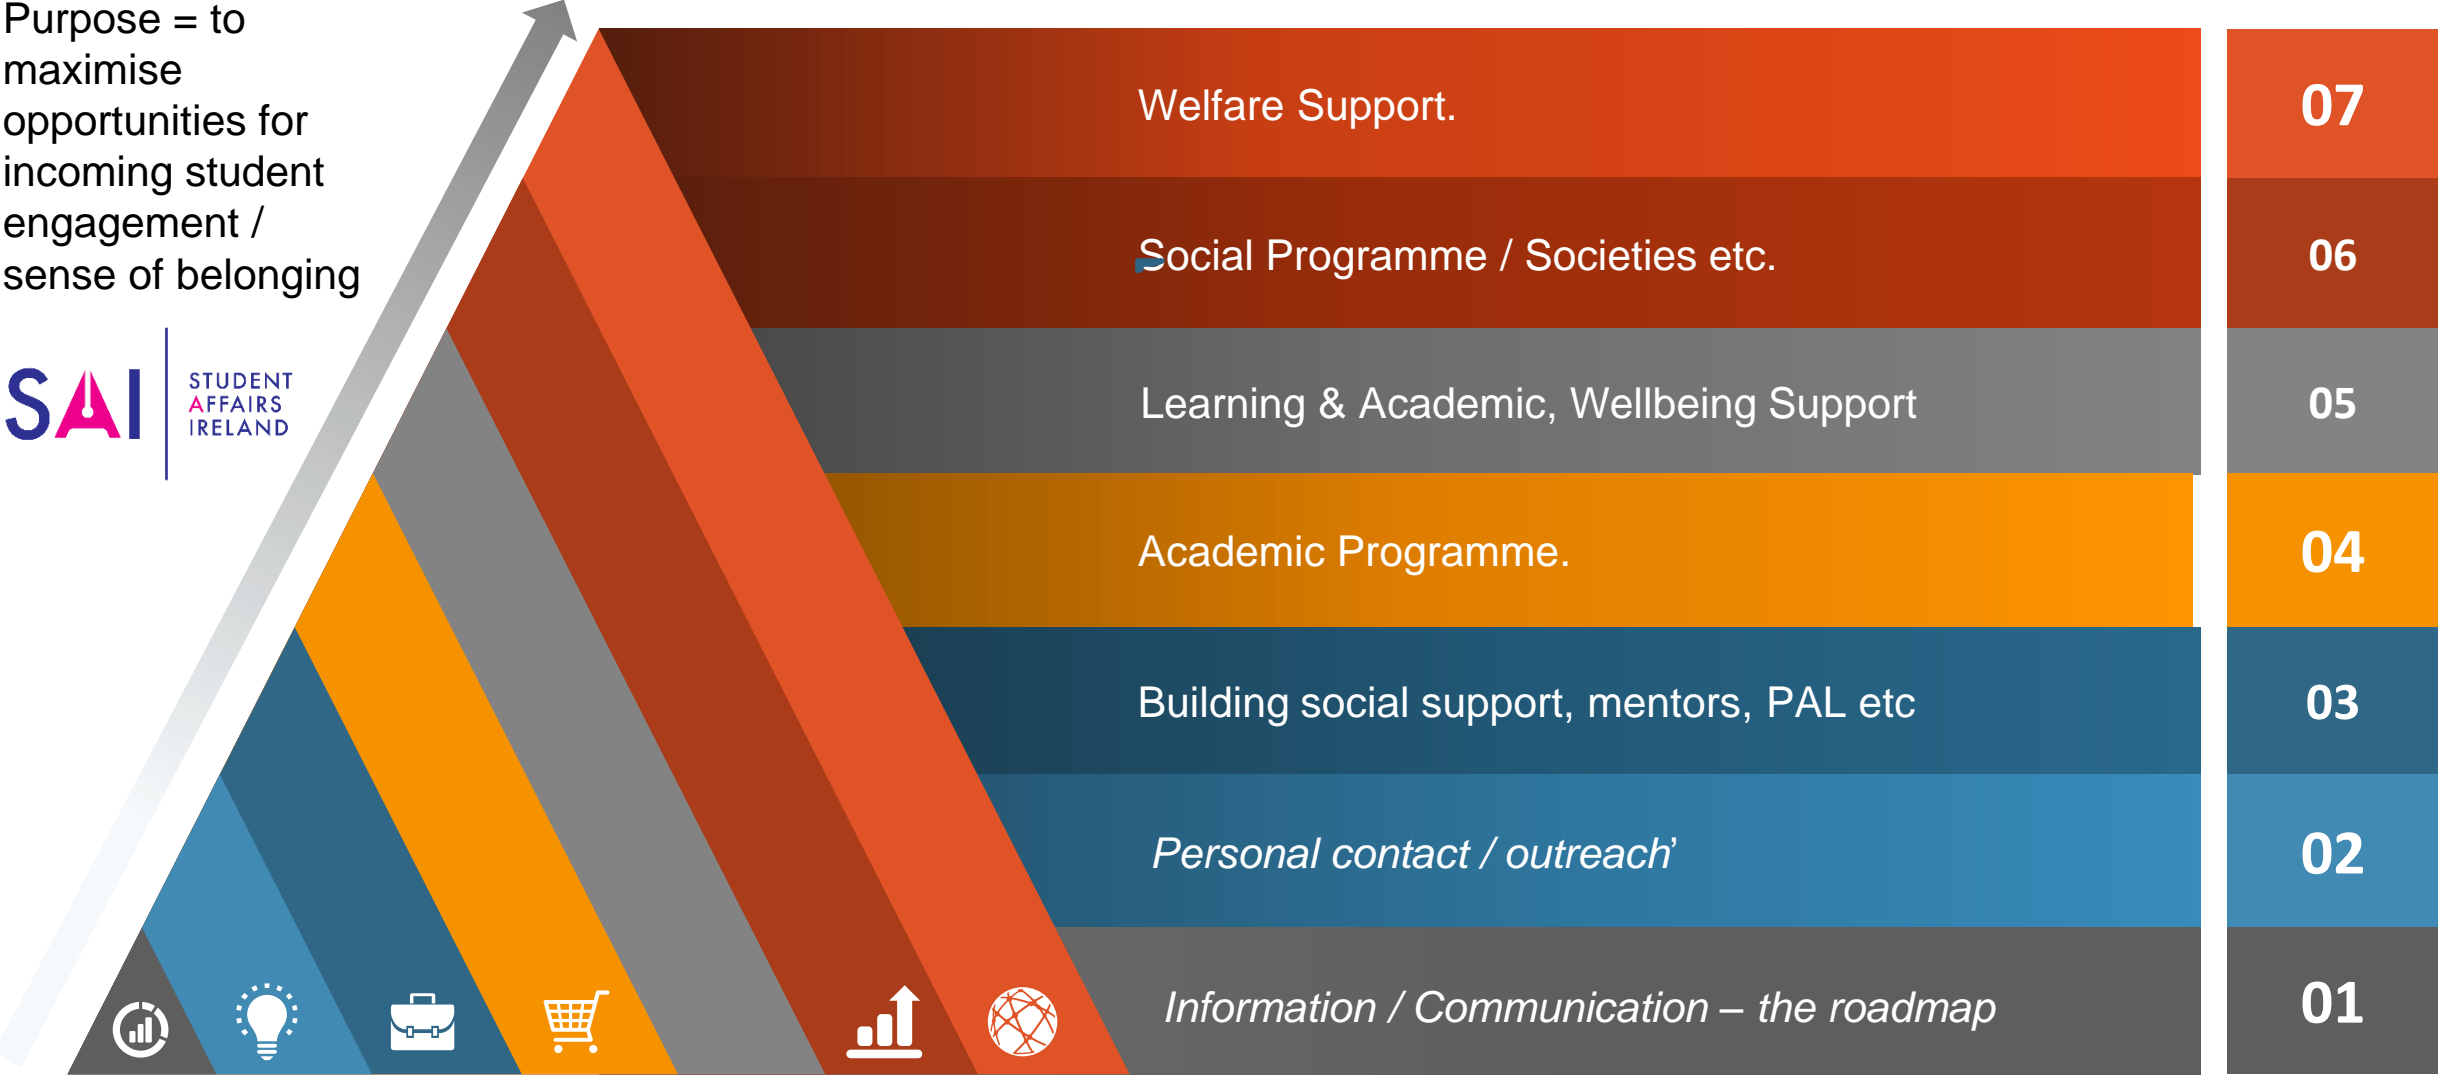 Purpose = to
maximise
opportunities for
incoming student
engagement /
sense of belonging
SAI
STUDENT
AFFAIRS
IRELAND
Welfare Support.
07
Social Programme / Societies etc.
06
Learning & Academic, Wellbeing Support
05
Academic Programme.
04
Building social support, mentors, PAL etc
03
Personal contact / outreach’
02
Information / Communication – the roadmap
01